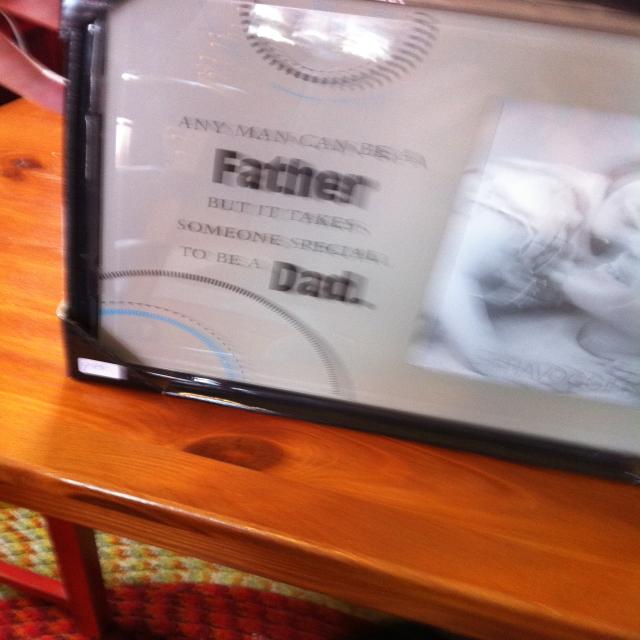 ANY MAN CAN BE A
Father
BUT IT TAKES
SOMEONE SPECIAL
TO BE A Dad.